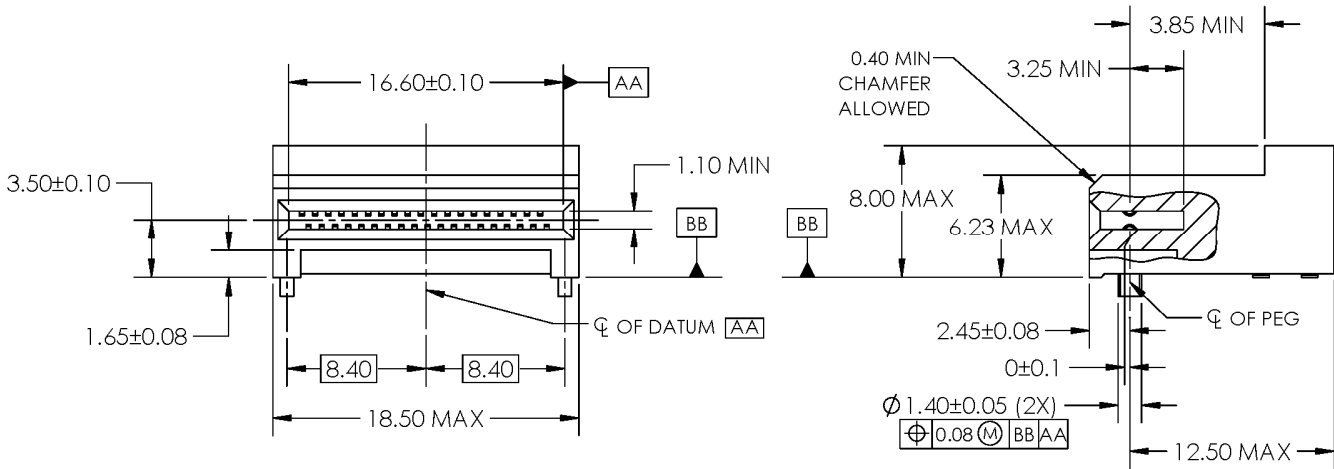 16.60±0.10
AA
3.50±0.10
1.10 MIN
BB
1.65±0.08
℄ OF DATUM AA
8.40
8.40
18.50 MAX
3.85 MIN
0.40 MIN
CHAMFER
ALLOWED
3.25 MIN
8.00 MAX
6.23 MAX
BB
2.45±0.08
℄ OF PEG
0±0.1
Ø1.40±0.05 (2X)
⌖ 0.08 Ⓜ BB AA
12.50 MAX